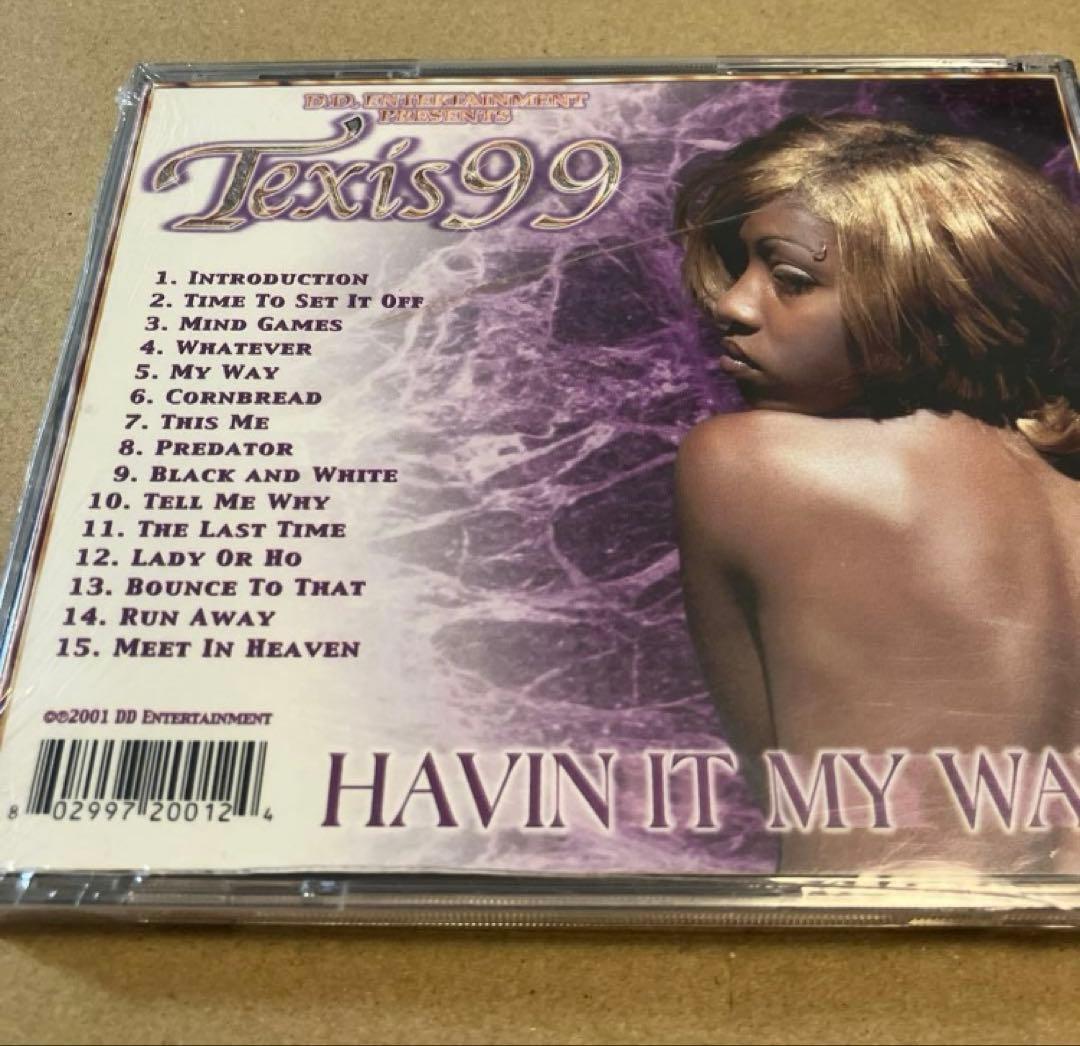 D.D. ENTERTAINMENT
PRESENTS
Texis99
1. INTRODUCTION
2. TIME TO SET IT OFF
3. MIND GAMES
4. WHATEVER
5. MY WAY
6. CORNBREAD
7. THIS ME
8. PREDATOR
9. BLACK AND WHITE
10. TELL ME WHY
11. THE LAST TIME
12. LADY OR HO
13. BOUNCE TO THAT
14. RUN AWAY
15. MEET IN HEAVEN
©℗2001 DD ENTERTAINMENT
8 02997 20012 4
HAVIN IT MY WA